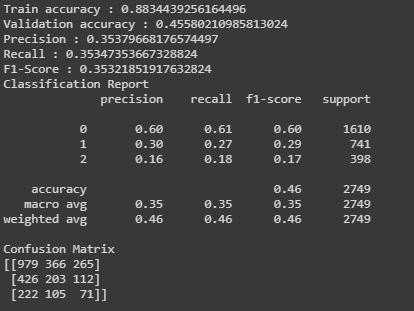 Train accuracy : 0.8834439256164496
Validation accuracy : 0.45580210985813024
Precision : 0.35379668176574497
Recall : 0.35347353667328824
F1-Score : 0.35321851917632824
Classification Report
precision recall f1-score support
0 0.60 0.61 0.60 1610
1 0.30 0.27 0.29 741
2 0.16 0.18 0.17 398
accuracy 0.46 2749
macro avg 0.35 0.35 0.35 2749
weighted avg 0.46 0.46 0.46 2749
Confusion Matrix
[[979 366 265]
[426 203 112]
[222 105 71]]